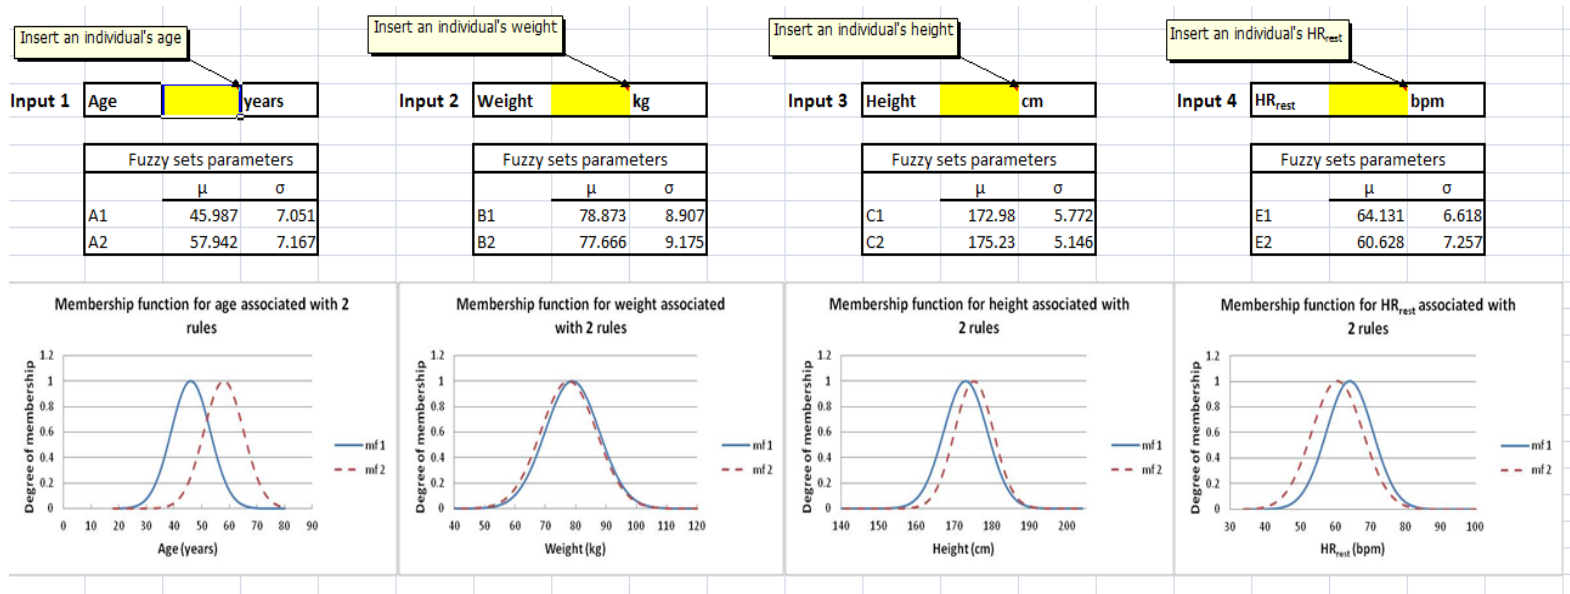 Insert an individual's age
Insert an individual's weight
Insert an individual's height
Insert an individual's HRrest
Input 1 Age years
Input 2 Weight kg
Input 3 Height cm
Input 4 HRrest bpm
Fuzzy sets parameters
μ σ
A1 45.987 7.051
A2 57.942 7.167
Fuzzy sets parameters
μ σ
B1 78.873 8.907
B2 77.666 9.175
Fuzzy sets parameters
μ σ
C1 172.98 5.772
C2 175.23 5.146
Fuzzy sets parameters
μ σ
E1 64.131 6.618
E2 60.628 7.257
Membership function for age associated with 2
rules
Degree of membership
1.2
1
0.8
0.6
0.4
0.2
0
0 10 20 30 40 50 60 70 80 90
Age (years)
mf1
mf2
Membership function for weight associated
with 2 rules
Degree of membership
1.2
1
0.8
0.6
0.4
0.2
0
40 50 60 70 80 90 100 110 120
Weight (kg)
mf1
mf2
Membership function for height associated with
2 rules
Degree of membership
1.2
1
0.8
0.6
0.4
0.2
0
140 150 160 170 180 190 200
Height (cm)
mf1
mf2
Membership function for HRrest associated with
2 rules
Degree of membership
1.2
1
0.8
0.6
0.4
0.2
0
30 40 50 60 70 80 90 100
HRrest (bpm)
mf1
mf2